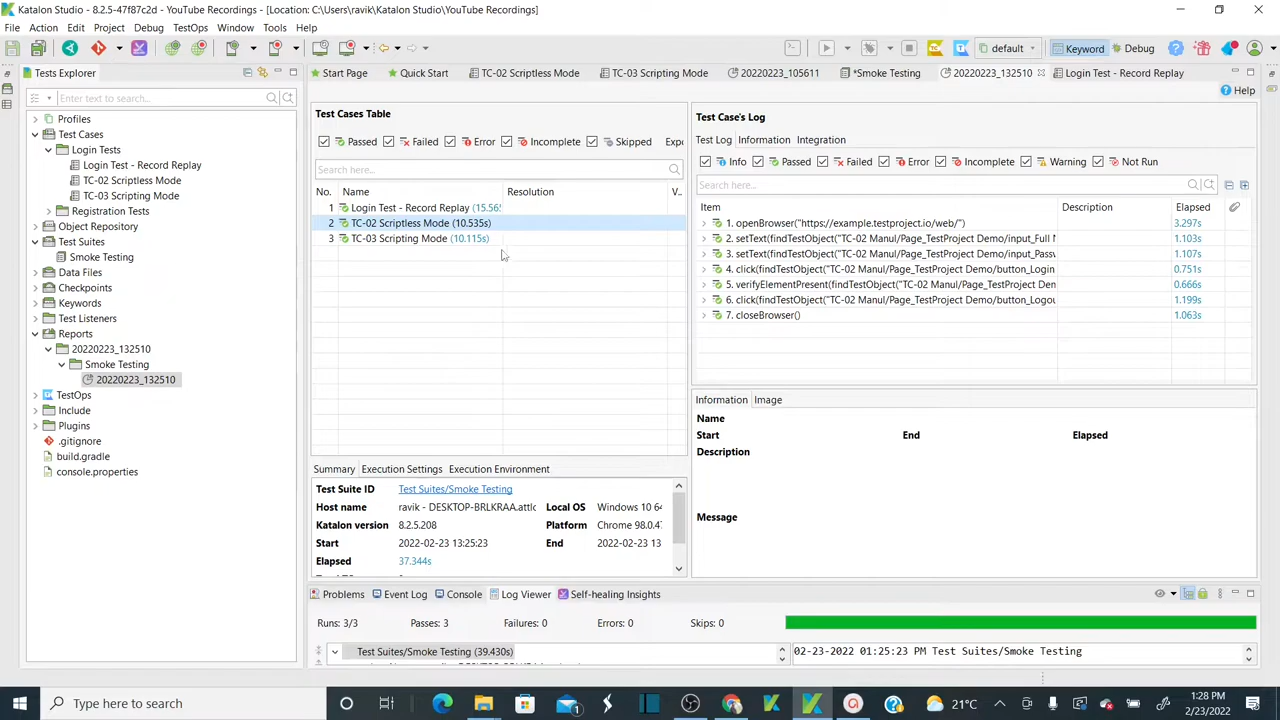 Katalon Studio - 8.2.5-47f87c2d - YouTube Recordings - [Location: C:\Users\ravik\Katalon Studio\YouTube Recordings]
File Action Edit Project Debug TestOps Window Tools Help
default Keyword Debug
Tests Explorer
Enter text to search...
Profiles
Test Cases
Login Tests
Login Test - Record Replay
TC-02 Scriptless Mode
TC-03 Scripting Mode
Registration Tests
Object Repository
Test Suites
Smoke Testing
Data Files
Checkpoints
Keywords
Test Listeners
Reports
20220223_132510
Smoke Testing
20220223_132510
TestOps
Include
Plugins
.gitignore
build.gradle
console.properties
Start Page Quick Start TC-02 Scriptless Mode TC-03 Scripting Mode 20220223_105611 *Smoke Testing 20220223_132510 Login Test - Record Replay
Help
Test Cases Table
Passed Failed Error Incomplete Skipped Expo
Search here...
No. Name Resolution V...
1 Login Test - Record Replay (15.56
2 TC-02 Scriptless Mode (10.535s)
3 TC-03 Scripting Mode (10.115s)
Summary Execution Settings Execution Environment
Test Suite ID Test Suites/Smoke Testing
Host name ravik - DESKTOP-BRLKRAA.attlc Local OS Windows 10 64
Katalon version 8.2.5.208 Platform Chrome 98.0.47
Start 2022-02-23 13:25:23 End 2022-02-23 13
Elapsed 37.344s
Test Case's Log
Test Log Information Integration
Info Passed Failed Error Incomplete Warning Not Run
Search here...
Item Description Elapsed
1. openBrowser("https://example.testproject.io/web/") 3.297s
2. setText(findTestObject("TC-02 Manul/Page_TestProject Demo/input_Full N 1.103s
3. setText(findTestObject("TC-02 Manul/Page_TestProject Demo/input_Passw 1.107s
4. click(findTestObject("TC-02 Manul/Page_TestProject Demo/button_Login 0.751s
5. verifyElementPresent(findTestObject("TC-02 Manul/Page_TestProject Den 0.666s
6. click(findTestObject("TC-02 Manul/Page_TestProject Demo/button_Logou 1.199s
7. closeBrowser() 1.063s
Information Image
Name
Start End Elapsed
Description
Message
Problems Event Log Console Log Viewer Self-healing Insights
Runs: 3/3 Passes: 3 Failures: 0 Errors: 0 Skips: 0
Test Suites/Smoke Testing (39.430s)
02-23-2022 01:25:23 PM Test Suites/Smoke Testing
Type here to search
21°C
1:28 PM
2/23/2022